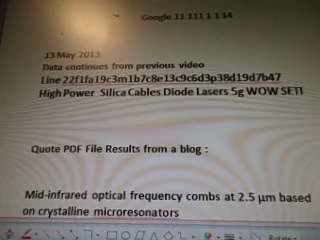 Google 11 111 1 1 14
13 May 2013
Data continues from previous video
Line22f1fa19c3m1b7c8e13c9c6d3p38d19d7b47
High Power Silica Cables Diode Lasers 5g WOW SETI
Quote PDF File Results from a blog :
Mid-infrared optical frequency combs at 2.5 µm based
on crystalline microresonators